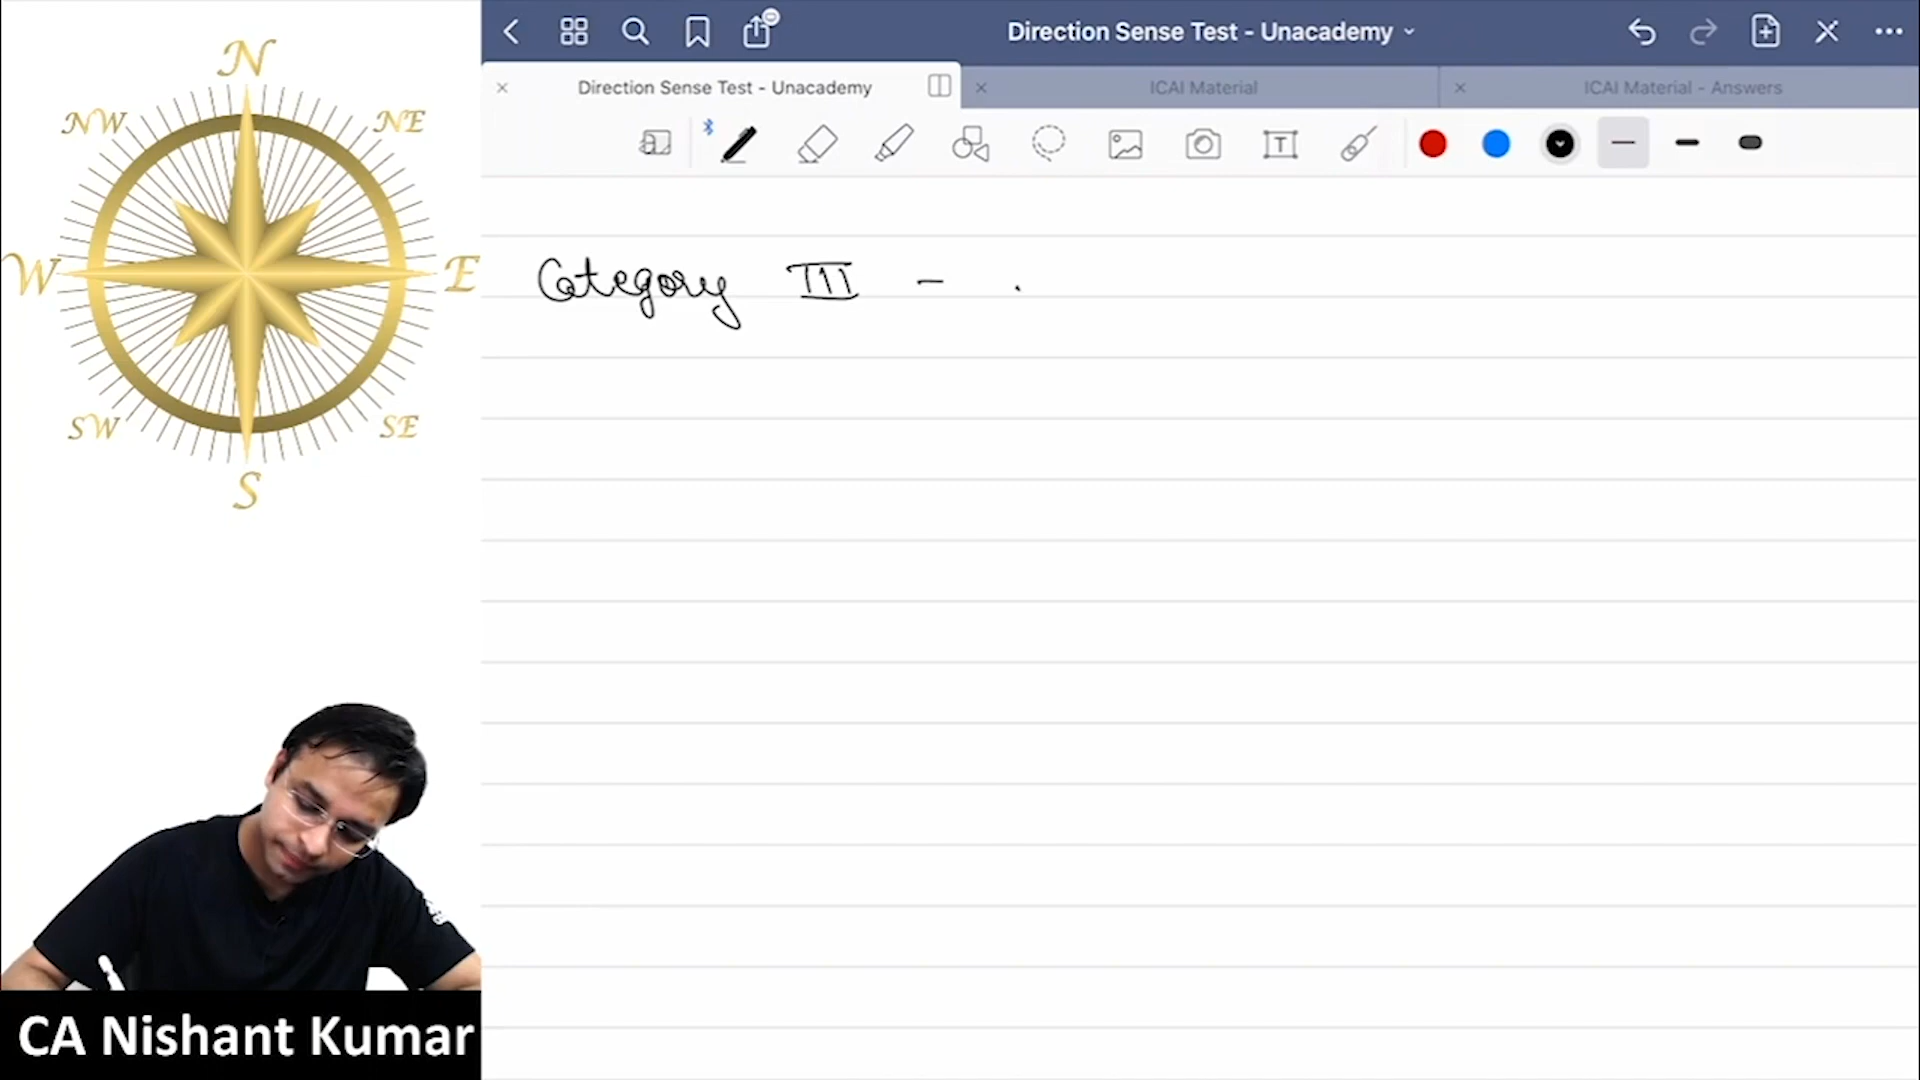 N
NW NE
W E
SW SE
S
Direction Sense Test - Unacademy
Direction Sense Test - Unacademy ICAI Material ICAI Material - Answers
a T
Category III - .
CA Nishant Kumar